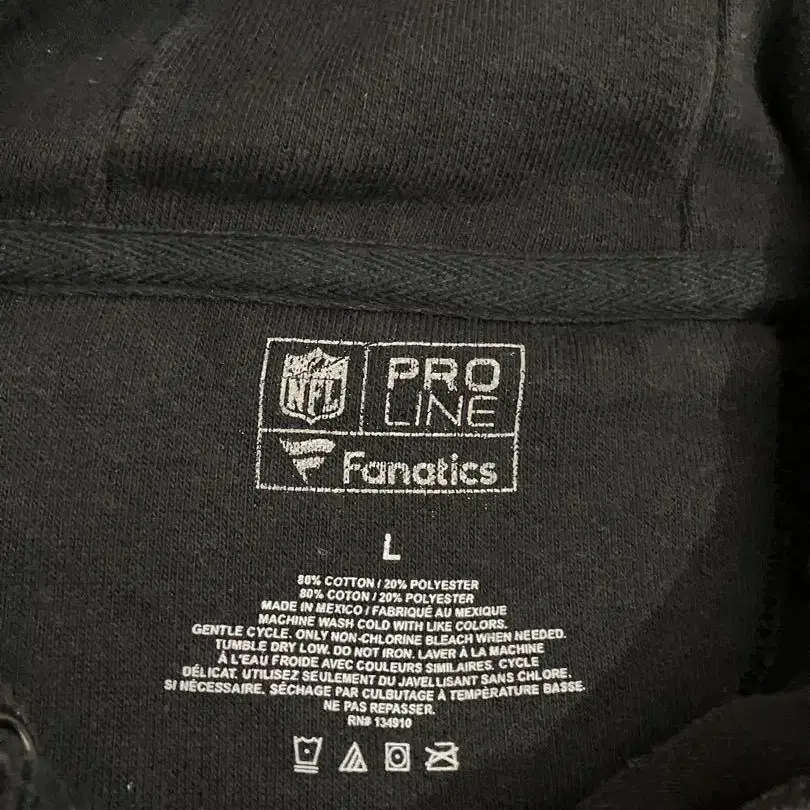 NFL
PRO
LINE
Fanatics
L
80% COTTON / 20% POLYESTER
80% COTON / 20% POLYESTER
MADE IN MEXICO / FABRIQUÉ AU MEXIQUE
MACHINE WASH COLD WITH LIKE COLORS.
GENTLE CYCLE. ONLY NON-CHLORINE BLEACH WHEN NEEDED.
TUMBLE DRY LOW. DO NOT IRON. LAVER À LA MACHINE
À L'EAU FROIDE AVEC COULEURS SIMILAIRES. CYCLE
DÉLICAT. UTILISEZ SEULEMENT DU JAVELLISANT SANS CHLORE.
SI NÉCESSAIRE. SÉCHAGE PAR CULBUTAGE À TEMPÉRATURE BASSE.
NE PAS REPASSER.
RN# 134910